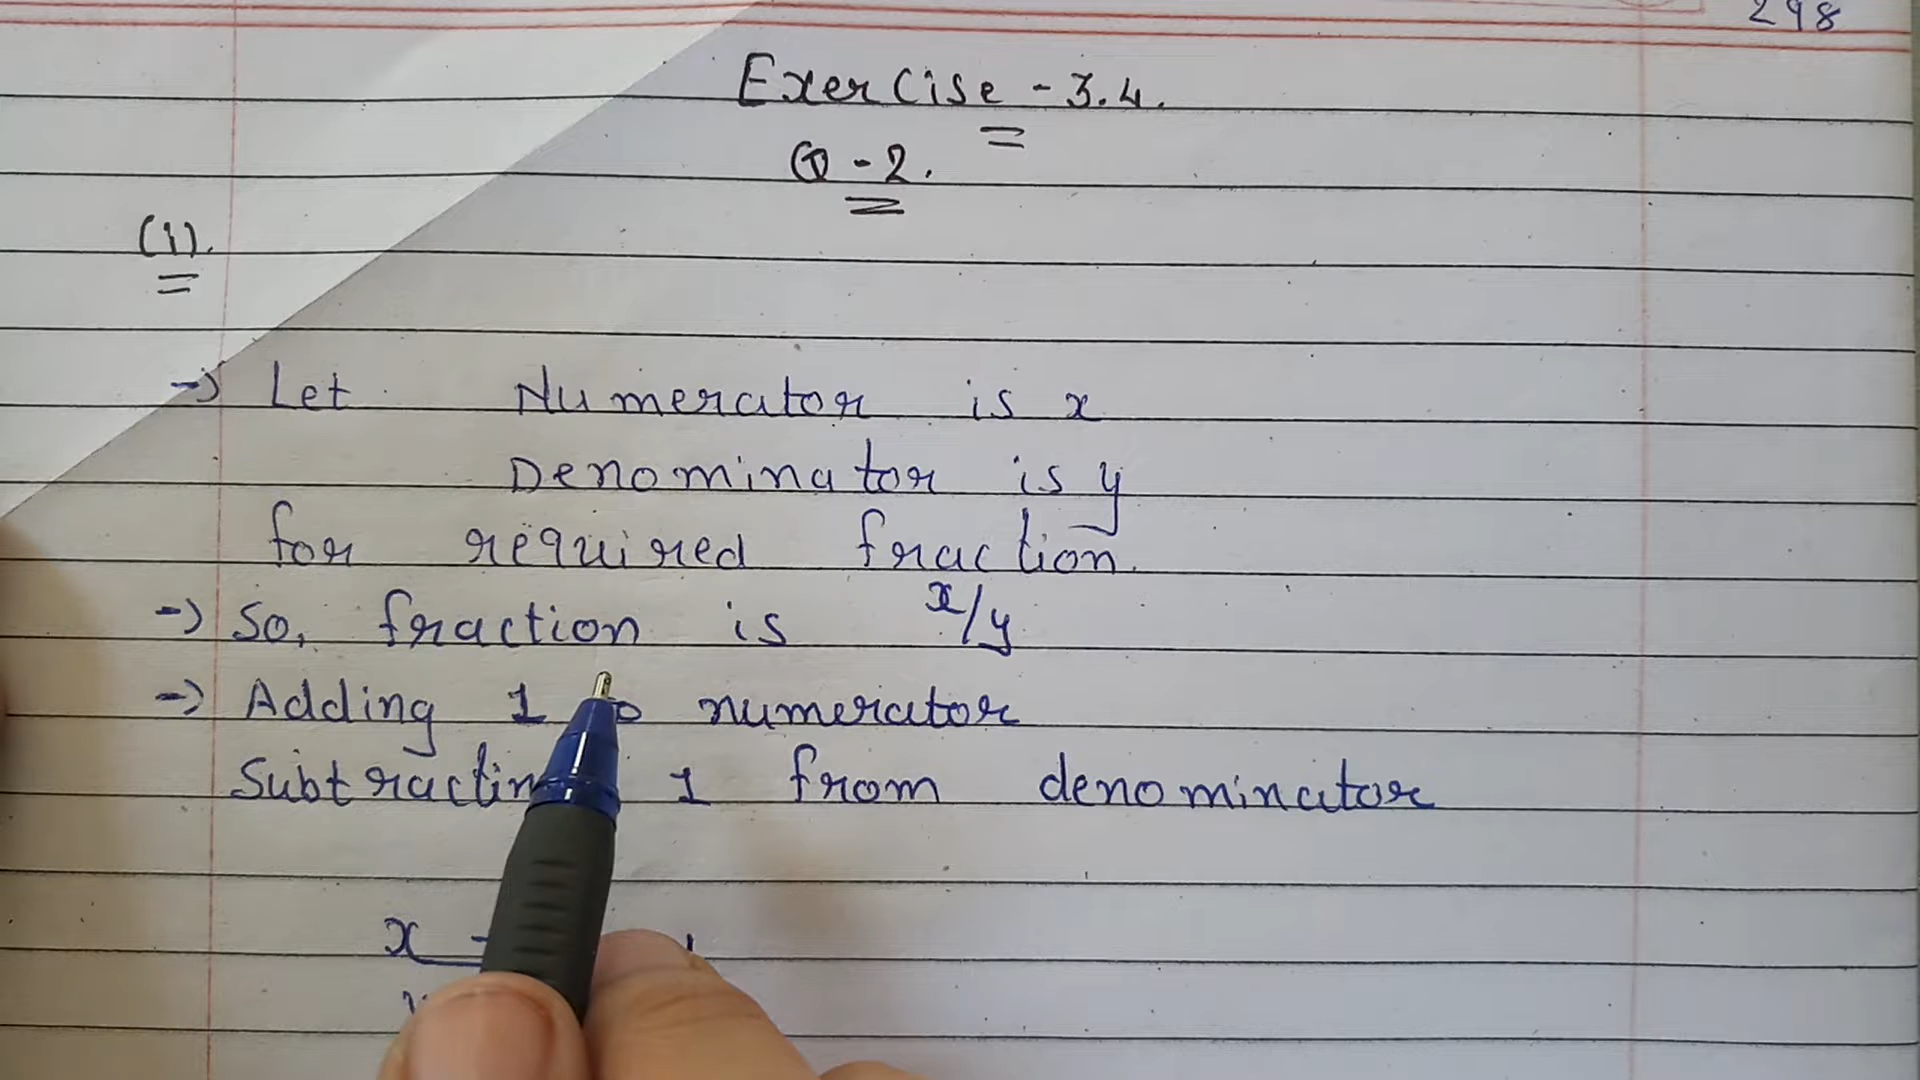 298
Exercise - 3.4.
Q - 2.
(i).
→ Let Numerator is x
Denominator is y
for required fraction.
→ So, fraction is x/y
→ Adding 1 numerator
Subtracting 1 from denominator
x